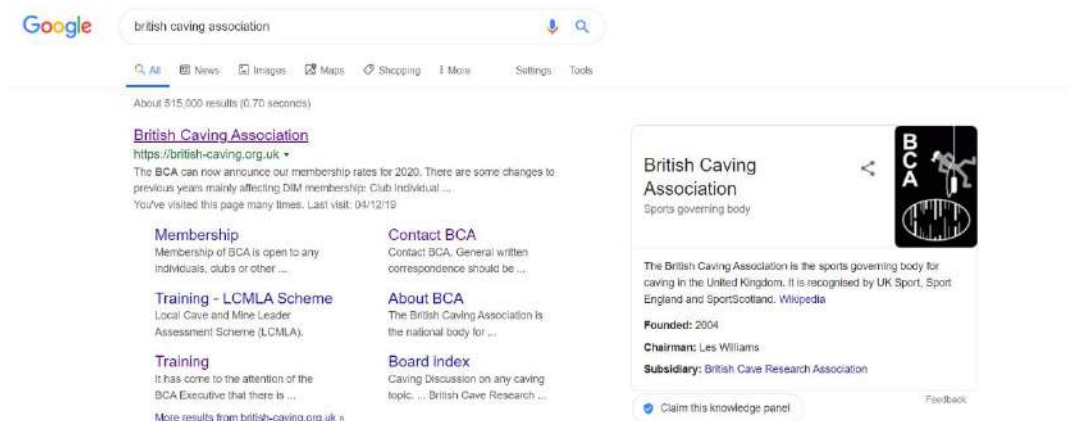 Google
british caving association
All News Images Maps Shopping More Settings Tools
About 515,000 results (0.70 seconds)
British Caving Association
https://british-caving.org.uk
The BCA can now announce our membership rates for 2020. There are some changes to
previous years mainly affecting DIM membership: Club Individual ...
You've visited this page many times. Last visit: 04/12/19
Membership
Membership of BCA is open to any
individuals, clubs or other ...
Contact BCA
Contact BCA. General written
correspondence should be ...
Training - LCMLA Scheme
Local Cave and Mine Leader
Assessment Scheme (LCMLA).
About BCA
The British Caving Association is
the national body for ...
Training
It has come to the attention of the
BCA Executive that there is ...
Board index
Caving Discussion on any caving
topic. ... British Cave Research ...
More results from british-caving.org.uk »
British Caving
Association
Sports governing body
BCA
The British Caving Association is the sports governing body for
caving in the United Kingdom. It is recognised by UK Sport, Sport
England and SportScotland. Wikipedia
Founded: 2004
Chairman: Les Williams
Subsidiary: British Cave Research Association
Claim this knowledge panel
Feedback